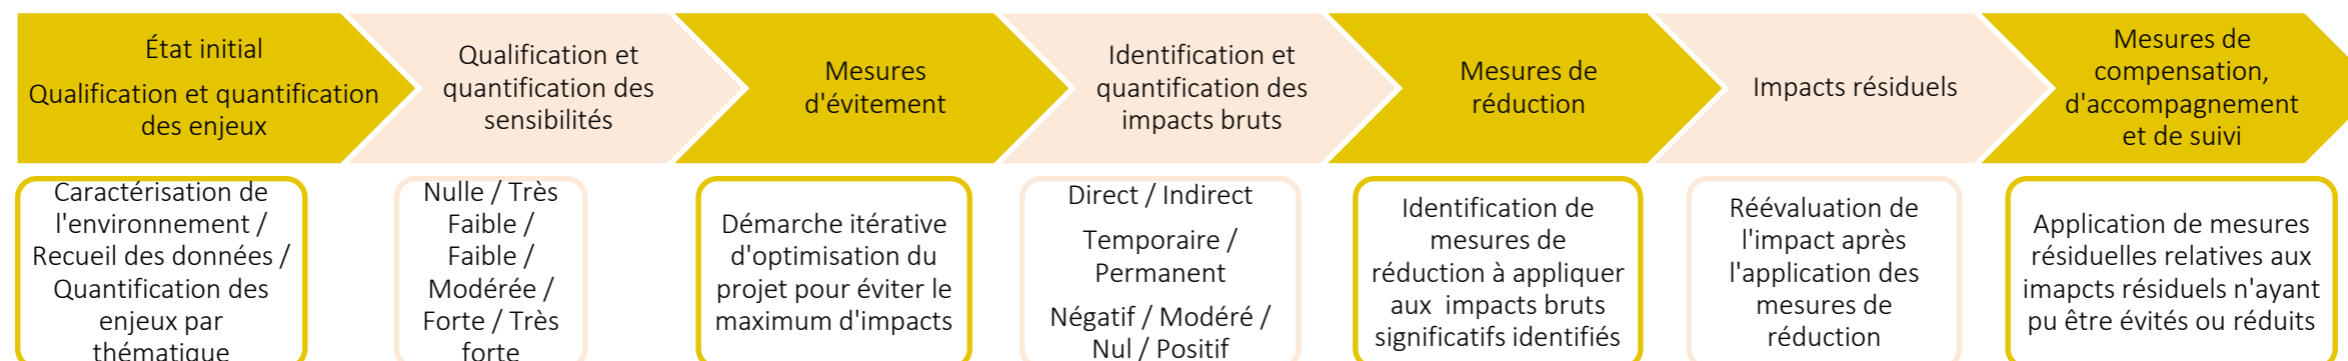 État initial
Qualification et quantification
des enjeux
Qualification et
quantification des
sensibilités
Mesures
d'évitement
Identification et
quantification des
impacts bruts
Mesures de
réduction
Impacts résiduels
Mesures de
compensation,
d'accompagnement
et de suivi
Caractérisation de
l'environnement /
Recueil des données /
Quantification des
enjeux par
thématique
Nulle / Très
Faible /
Faible /
Modérée /
Forte / Très
forte
Démarche itérative
d'optimisation du
projet pour éviter le
maximum d'impacts
Direct / Indirect
Temporaire /
Permanent
Négatif / Modéré /
Nul / Positif
Identification de
mesures de
réduction à appliquer
aux impacts bruts
significatifs identifiés
Réévaluation de
l'impact après
l'application des
mesures de
réduction
Application de mesures
résiduelles relatives aux
imapcts résiduels n'ayant
pu être évités ou réduits